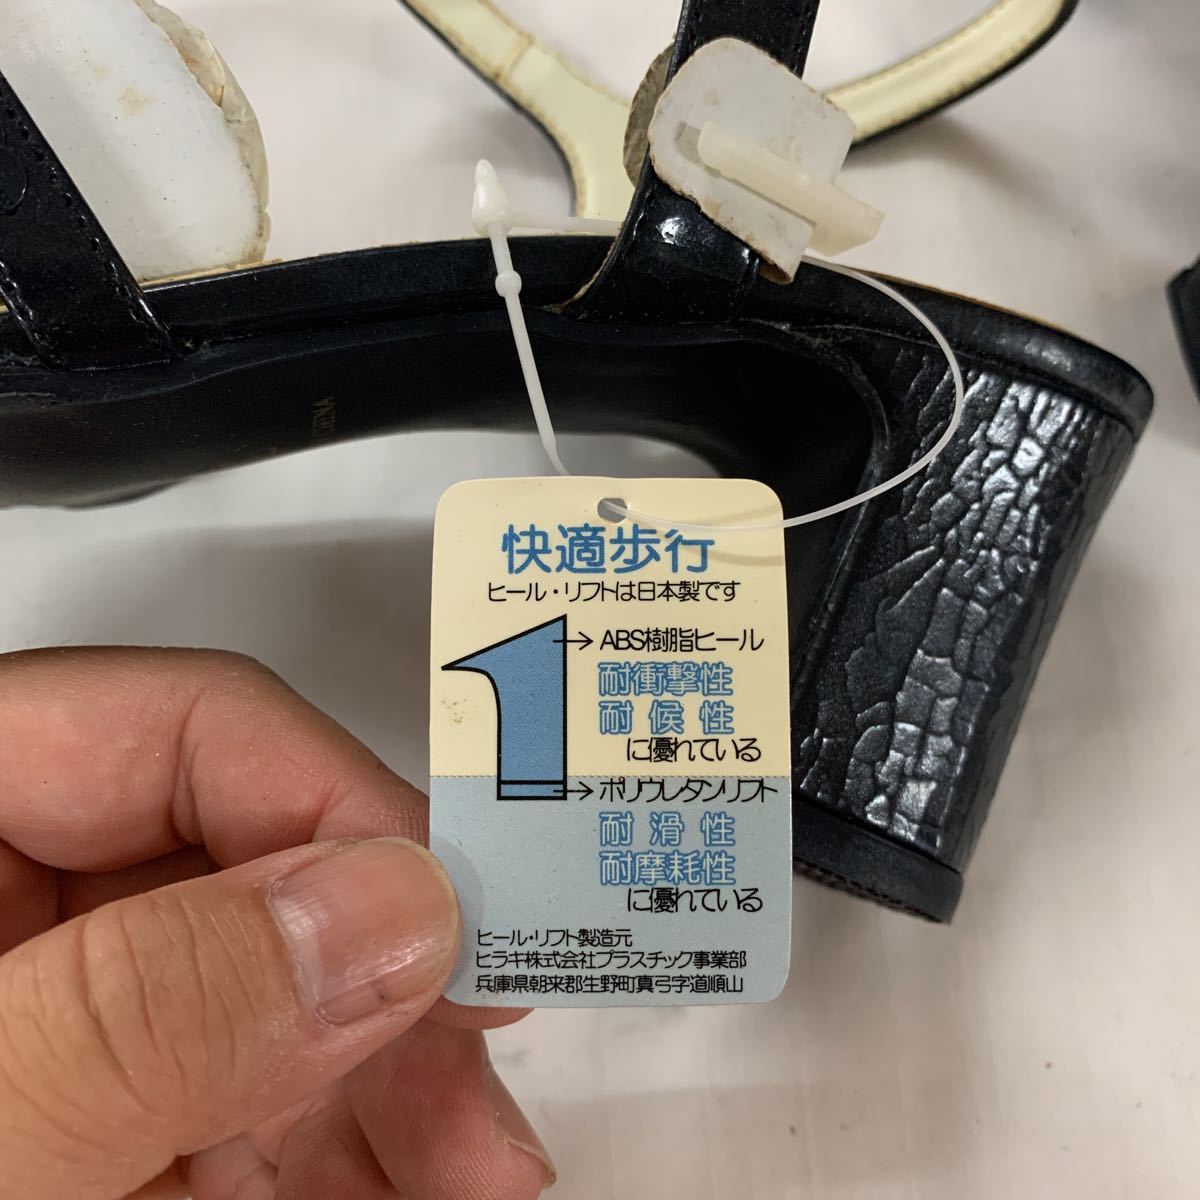 快適歩行
ヒール・リフトは日本製です
ABS樹脂ヒール
耐衝撃性
耐候性
に優れている
ポリウレタンリフト
耐滑性
耐摩耗性
に優れている
ヒール・リフト製造元
ヒラキ株式会社プラスチック事業部
兵庫県朝来郡生野町真弓字道順山